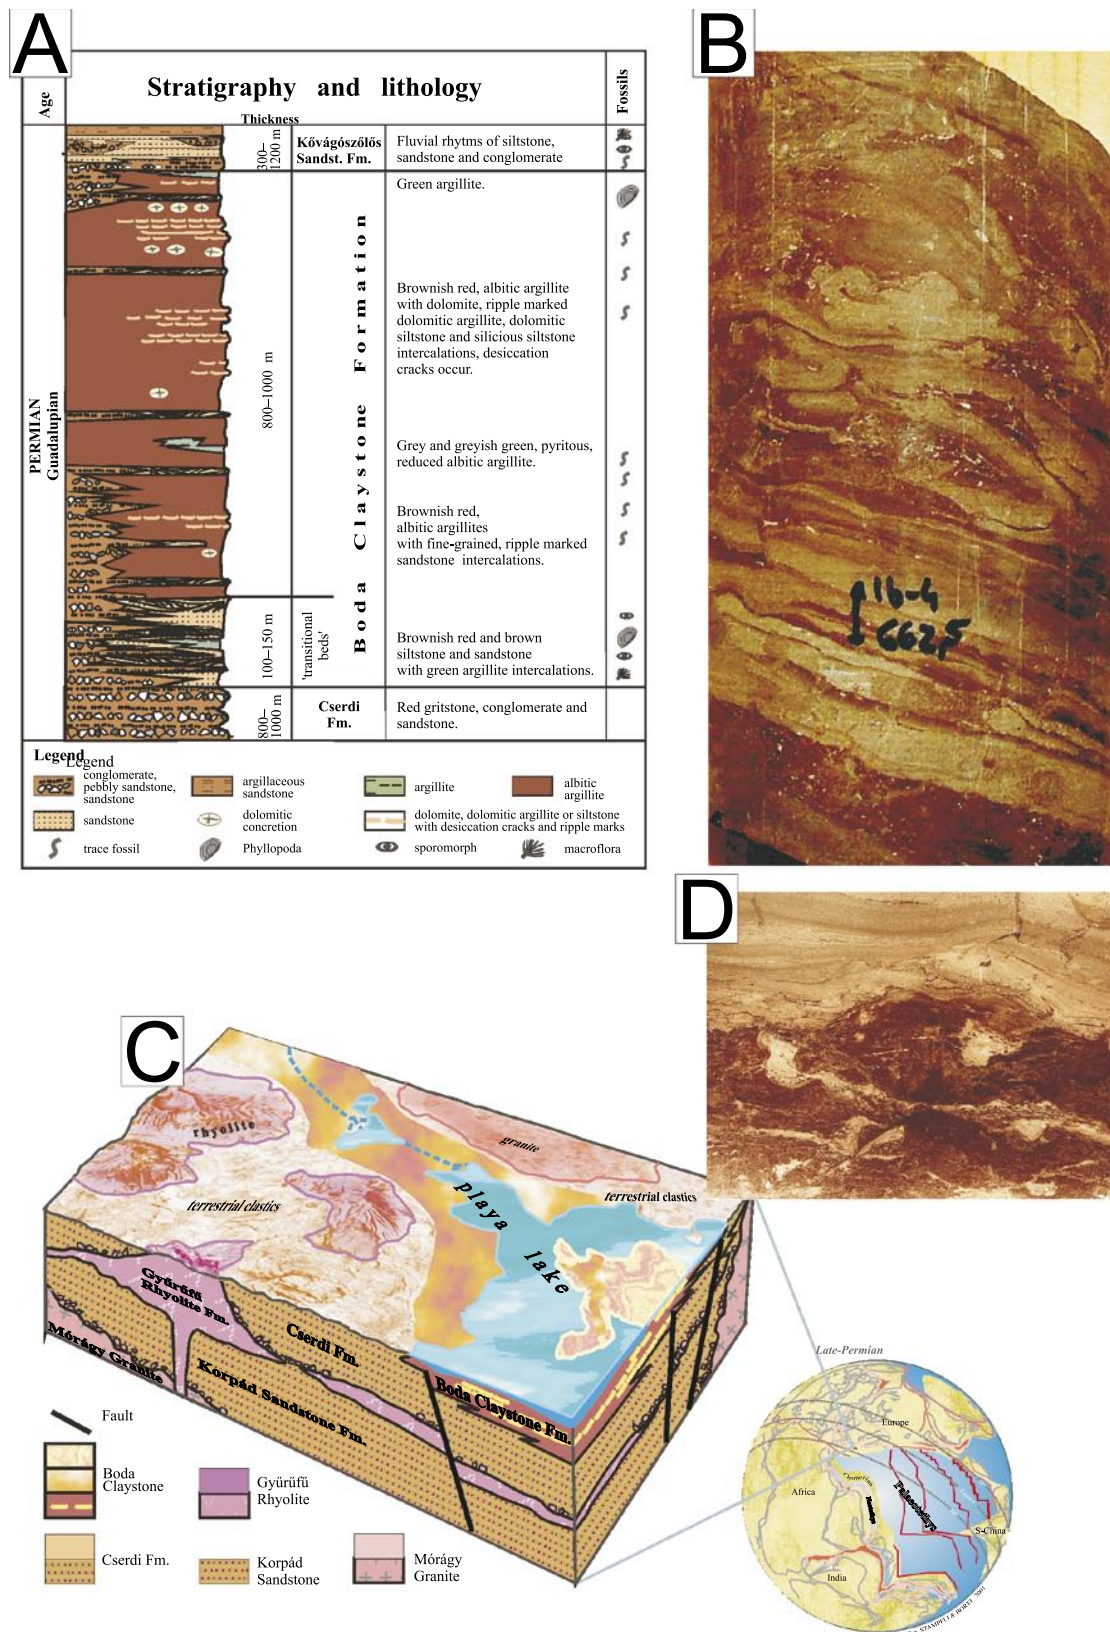 A
Stratigraphy and lithology
Age
Thickness
Fossils
PERMIAN
Guadalupian
300–
1200 m
Kővágószőlős
Sandst. Fm.
Fluvial rhytms of siltstone,
sandstone and conglomerate
800–1000 m
Boda Claystone Formation
Green argillite.
Brownish red, albitic argillite
with dolomite, ripple marked
dolomitic argillite, dolomitic
siltstone and silicious siltstone
intercalations, desiccation
cracks occur.
Grey and greyish green, pyritous,
reduced albitic argillite.
Brownish red,
albitic argillites
with fine-grained, ripple marked
sandstone intercalations.
100–150 m
'transitional
beds'
Brownish red and brown
siltstone and sandstone
with green argillite intercalations.
800–
1000 m
Cserdi
Fm.
Red gritstone, conglomerate and
sandstone.
Legend
Legend
conglomerate,
pebbly sandstone,
sandstone
argillaceous
sandstone
argillite
albitic
argillite
sandstone
dolomitic
concretion
dolomite, dolomitic argillite or siltstone
with desiccation cracks and ripple marks
trace fossil
Phyllopoda
sporomorph
macroflora
B
16-4
D
C
rhyolite
granite
terrestrial clastics
terrestrial clastics
playa lake
Gyűrűfű
Rhyolite Fm.
Mórágy Granite
Cserdi Fm.
Korpád Sandstone Fm.
Boda Claystone Fm.
Fault
Boda
Claystone
Gyűrűfű
Rhyolite
Cserdi Fm.
Korpád
Sandstone
Mórágy
Granite
Late-Permian
Europe
Africa
India
S-China
STAMPFLI & BOREL 2001